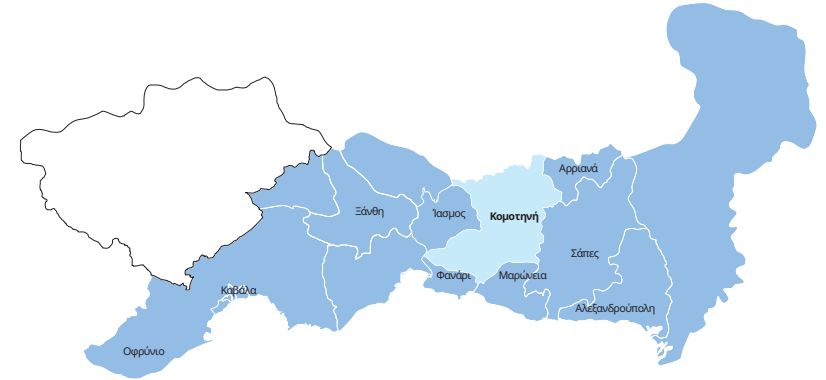 Αρριανά
Ξάνθη
Ίασμος
Κομοτηνή
Σάπες
Φανάρι
Μαρώνεια
Καβάλα
Αλεξανδρούπολη
Οφρύνιο